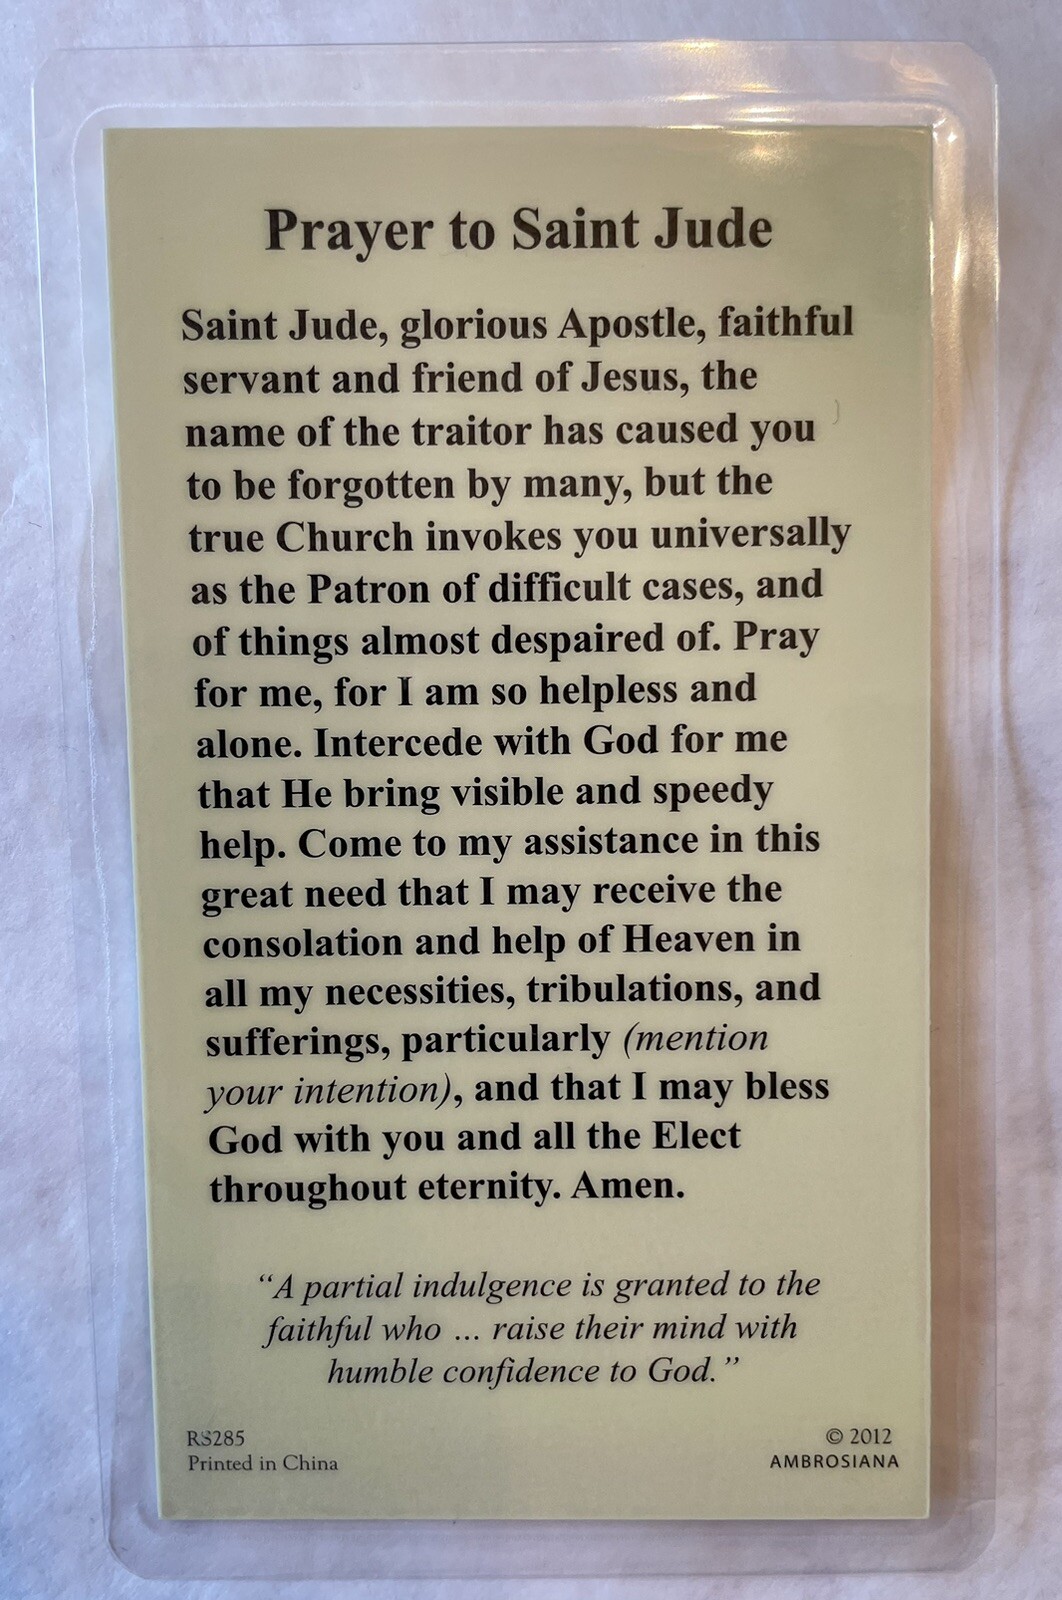 Prayer to Saint Jude
Saint Jude, glorious Apostle, faithful
servant and friend of Jesus, the
name of the traitor has caused you
to be forgotten by many, but the
true Church invokes you universally
as the Patron of difficult cases, and
of things almost despaired of. Pray
for me, for I am so helpless and
alone. Intercede with God for me
that He bring visible and speedy
help. Come to my assistance in this
great need that I may receive the
consolation and help of Heaven in
all my necessities, tribulations, and
sufferings, particularly (mention
your intention), and that I may bless
God with you and all the Elect
throughout eternity. Amen.
“A partial indulgence is granted to the
faithful who ... raise their mind with
humble confidence to God.”
RS285
Printed in China
© 2012
AMBROSIANA